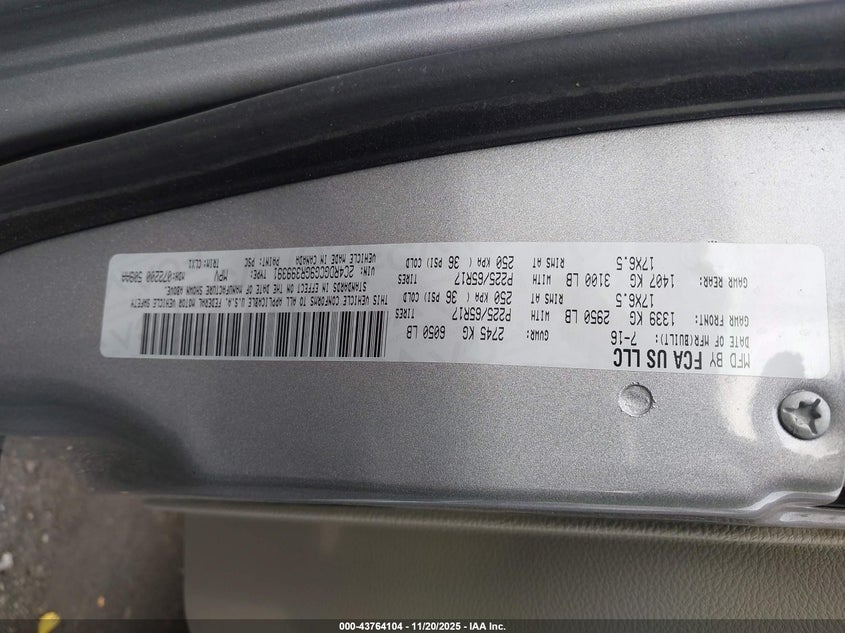 MFD BY FCA US LLC
DATE OF MFR(BUILT): 7-16
GVWR: 2745 KG 6050 LB
GAWR FRONT: 1339 KG 2950 LB WITH P225/65R17 TIRES
17X6.5 RIMS AT 250 KPA ( 36 PSI) COLD
GAWR REAR: 1407 KG 3100 LB WITH P225/65R17 TIRES
17X6.5 RIMS AT 250 KPA ( 36 PSI) COLD
THIS VEHICLE CONFORMS TO ALL APPLICABLE U.S.A. FEDERAL MOTOR VEHICLE SAFETY
STANDARDS IN EFFECT ON THE DATE OF MANUFACTURE SHOWN ABOVE.
VIN: 2C4RDGCG9GR399391 TYPE: MPV MDH: 072200 509AA
VEHICLE MADE IN CANADA PAINT: PSC TRIM: CLX1
000-43764104 — 11/20/2025 — IAA Inc.